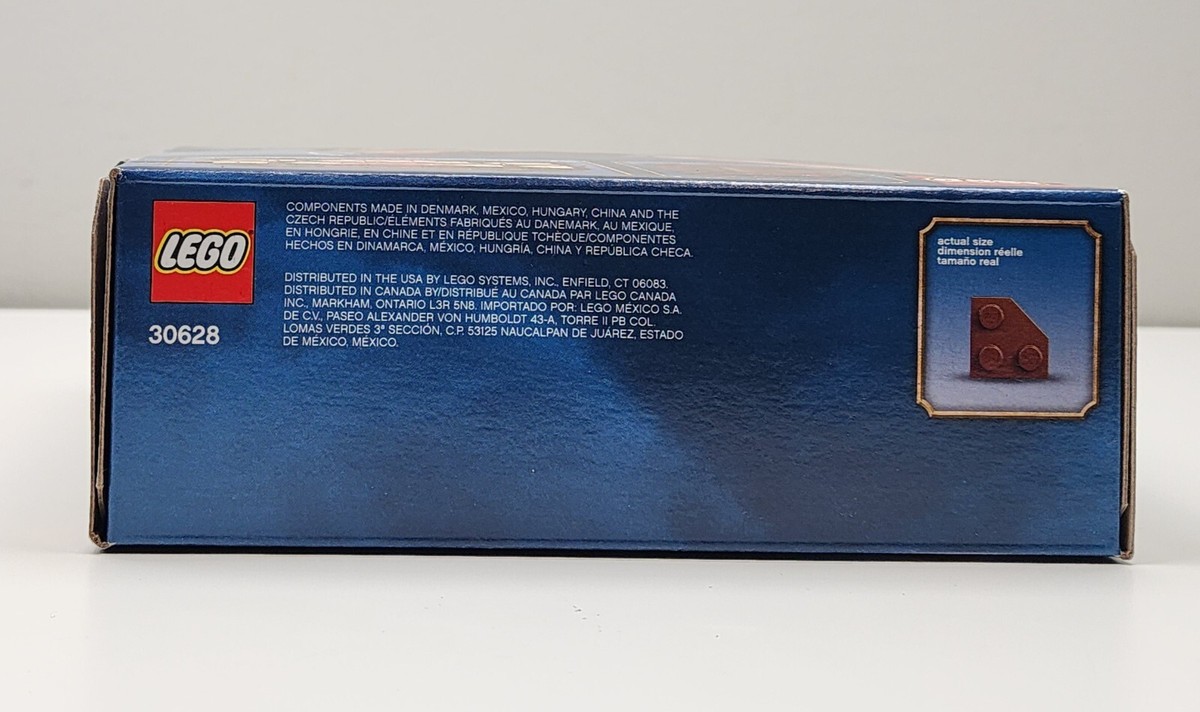 LEGO
30628
COMPONENTS MADE IN DENMARK, MEXICO, HUNGARY, CHINA AND THE
CZECH REPUBLIC/ÉLÉMENTS FABRIQUÉS AU DANEMARK, AU MEXIQUE,
EN HONGRIE, EN CHINE ET EN RÉPUBLIQUE TCHÈQUE/COMPONENTES
HECHOS EN DINAMARCA, MÉXICO, HUNGRÍA, CHINA Y REPÚBLICA CHECA.
DISTRIBUTED IN THE USA BY LEGO SYSTEMS, INC., ENFIELD, CT 06083.
DISTRIBUTED IN CANADA BY/DISTRIBUÉ AU CANADA PAR LEGO CANADA
INC., MARKHAM, ONTARIO L3R 5N8. IMPORTADO POR: LEGO MÉXICO S.A.
DE C.V., PASEO ALEXANDER VON HUMBOLDT 43-A, TORRE II PB COL.
LOMAS VERDES 3ª SECCIÓN, C.P. 53125 NAUCALPAN DE JUÁREZ, ESTADO
DE MÉXICO, MÉXICO.
actual size
dimension réelle
tamaño real